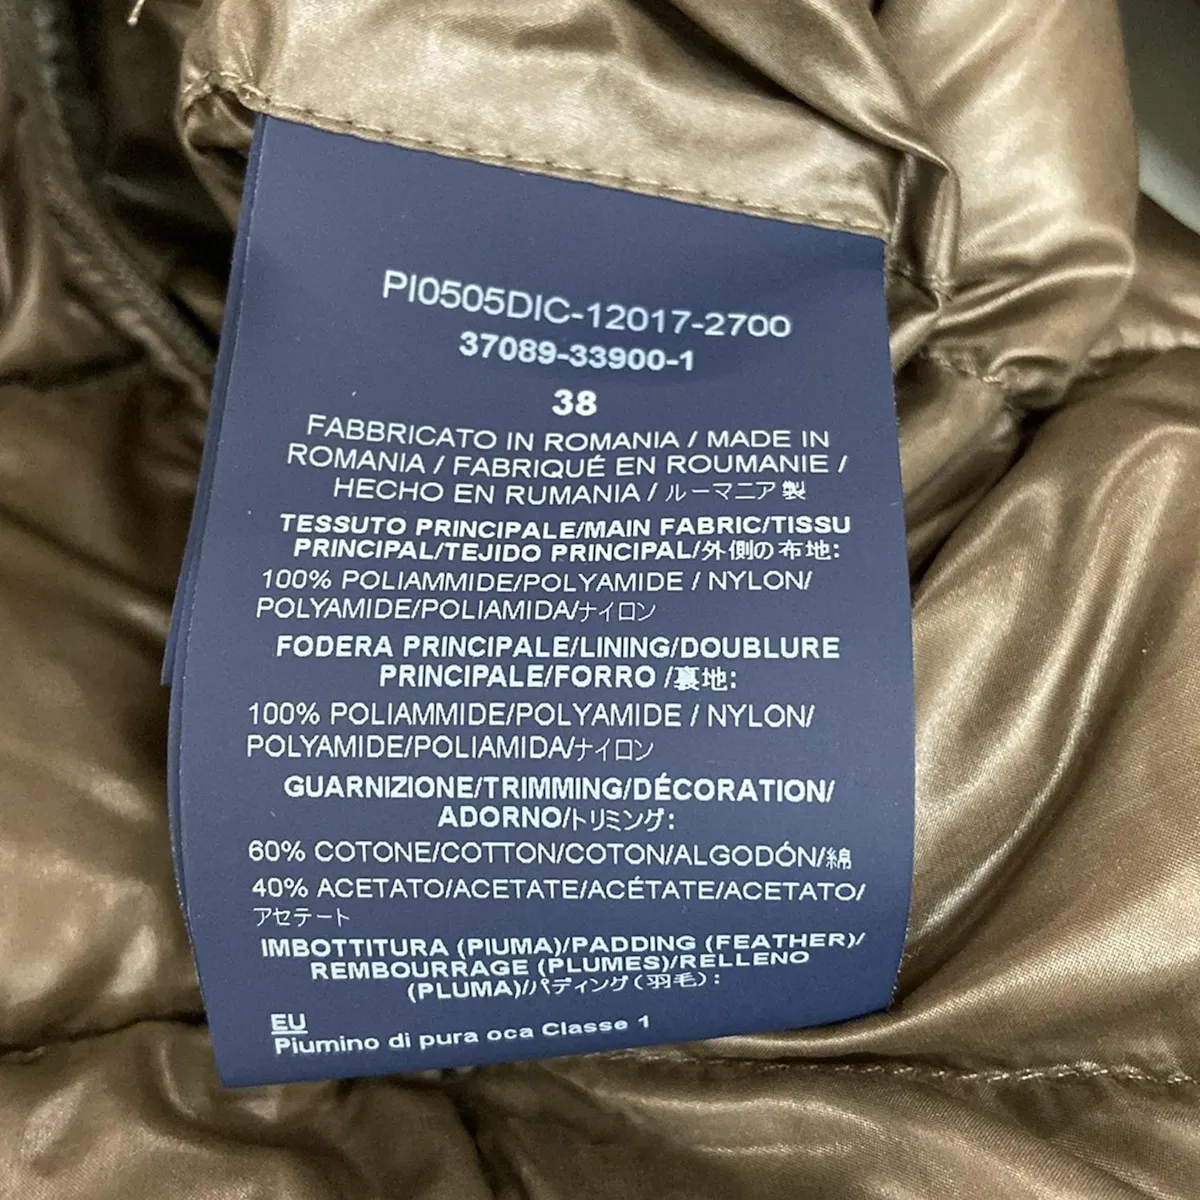 PI0505DIC-12017-2700
37089-33900-1
38
FABBRICATO IN ROMANIA / MADE IN
ROMANIA / FABRIQUÉ EN ROUMANIE /
HECHO EN RUMANIA / ルーマニア製
TESSUTO PRINCIPALE/MAIN FABRIC/TISSU
PRINCIPAL/TEJIDO PRINCIPAL/外側の布地:
100% POLIAMMIDE/POLYAMIDE / NYLON/
POLYAMIDE/POLIAMIDA/ナイロン
FODERA PRINCIPALE/LINING/DOUBLURE
PRINCIPALE/FORRO /裏地:
100% POLIAMMIDE/POLYAMIDE / NYLON/
POLYAMIDE/POLIAMIDA/ナイロン
GUARNIZIONE/TRIMMING/DÉCORATION/
ADORNO/トリミング:
60% COTONE/COTTON/COTON/ALGODÓN/綿
40% ACETATO/ACETATE/ACÉTATE/ACETATO/
アセテート
IMBOTTITURA (PIUMA)/PADDING (FEATHER)/
REMBOURRAGE (PLUMES)/RELLENO
(PLUMA)/パディング(羽毛):
EU
Piumino di pura oca Classe 1